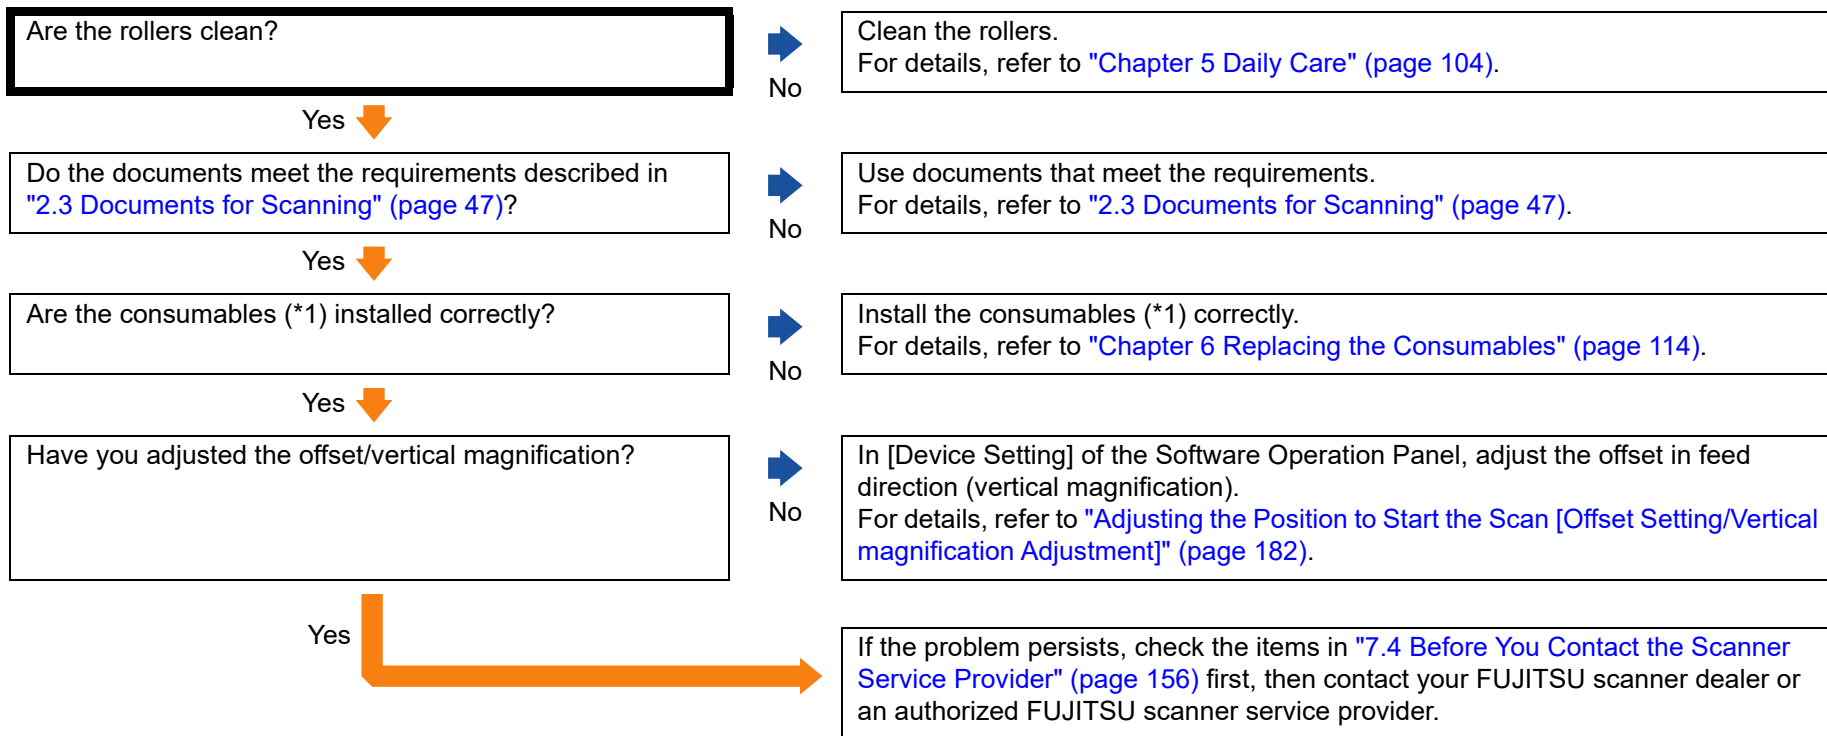 Are the rollers clean?
No
Clean the rollers.
For details, refer to "Chapter 5 Daily Care" (page 104).
Yes
Do the documents meet the requirements described in
"2.3 Documents for Scanning" (page 47)?
No
Use documents that meet the requirements.
For details, refer to "2.3 Documents for Scanning" (page 47).
Yes
Are the consumables (*1) installed correctly?
No
Install the consumables (*1) correctly.
For details, refer to "Chapter 6 Replacing the Consumables" (page 114).
Yes
Have you adjusted the offset/vertical magnification?
No
In [Device Setting] of the Software Operation Panel, adjust the offset in feed
direction (vertical magnification).
For details, refer to "Adjusting the Position to Start the Scan [Offset Setting/Vertical
magnification Adjustment]" (page 182).
Yes
If the problem persists, check the items in "7.4 Before You Contact the Scanner
Service Provider" (page 156) first, then contact your FUJITSU scanner dealer or
an authorized FUJITSU scanner service provider.